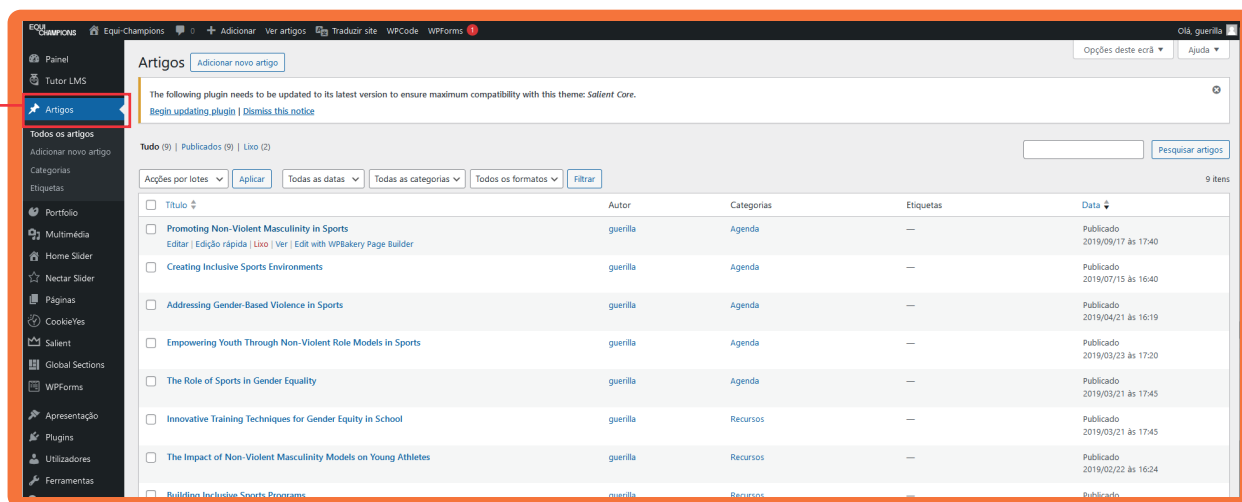 EQUI CHAMPIONS Equi-Champions 0 + Adicionar Ver artigos Traduzir site WPCode WPForms 1 Olá, guerilla
Painel
Tutor LMS
Artigos
Todos os artigos
Adicionar novo artigo
Categorias
Etiquetas
Portfolio
Multimédia
Home Slider
Nectar Slider
Páginas
CookieYes
Salient
Global Sections
WPForms
Apresentação
Plugins
Utilizadores
Ferramentas
Opções deste ecrã ▼ Ajuda ▼
Artigos Adicionar novo artigo
The following plugin needs to be updated to its latest version to ensure maximum compatibility with this theme: Salient Core.
Begin updating plugin | Dismiss this notice
Tudo (9) | Publicados (9) | Lixo (2) Pesquisar artigos
Acções por lotes Aplicar Todas as datas Todas as categorias Todos os formatos Filtrar 9 itens
Título Autor Categorias Etiquetas Data
Promoting Non-Violent Masculinity in Sports guerilla Agenda — Publicado
Editar | Edição rápida | Lixo | Ver | Edit with WPBakery Page Builder 2019/09/17 às 17:40
Creating Inclusive Sports Environments guerilla Agenda — Publicado
2019/07/15 às 16:40
Addressing Gender-Based Violence in Sports guerilla Agenda — Publicado
2019/04/21 às 16:19
Empowering Youth Through Non-Violent Role Models in Sports guerilla Agenda — Publicado
2019/03/23 às 17:20
The Role of Sports in Gender Equality guerilla Agenda — Publicado
2019/03/21 às 17:45
Innovative Training Techniques for Gender Equity in School guerilla Recursos — Publicado
2019/03/21 às 17:45
The Impact of Non-Violent Masculinity Models on Young Athletes guerilla Recursos — Publicado
2019/02/22 às 16:24
Building Inclusive Sports Programs guerilla Recursos — Publicado